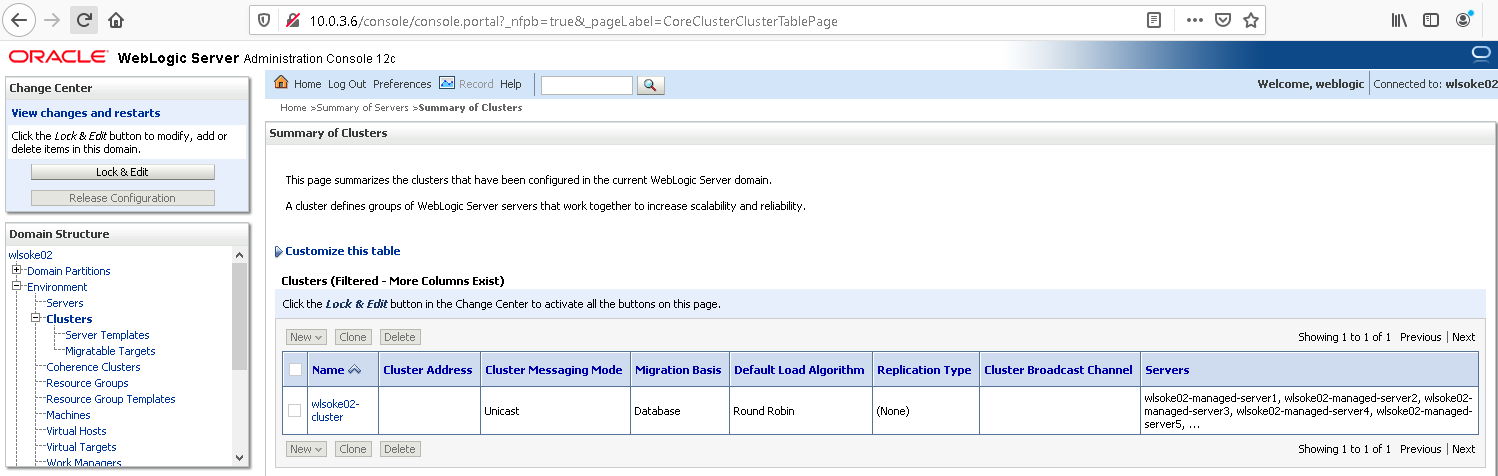 10.0.3.6/console/console.portal?_nfpb=true&_pageLabel=CoreClusterClusterTablePage
ORACLE WebLogic Server Administration Console 12c
Change Center
View changes and restarts
Click the Lock & Edit button to modify, add or
delete items in this domain.
Lock & Edit
Release Configuration
Domain Structure
wlsoke02
Domain Partitions
Environment
Servers
Clusters
Server Templates
Migratable Targets
Coherence Clusters
Resource Groups
Resource Group Templates
Machines
Virtual Hosts
Virtual Targets
Work Managers
Home Log Out Preferences Record Help
Welcome, weblogic Connected to: wlsoke02
Home >Summary of Servers >Summary of Clusters
Summary of Clusters
This page summarizes the clusters that have been configured in the current WebLogic Server domain.
A cluster defines groups of WebLogic Server servers that work together to increase scalability and reliability.
Customize this table
Clusters (Filtered - More Columns Exist)
Click the Lock & Edit button in the Change Center to activate all the buttons on this page.
New Clone Delete Showing 1 to 1 of 1 Previous | Next
Name Cluster Address Cluster Messaging Mode Migration Basis Default Load Algorithm Replication Type Cluster Broadcast Channel Servers
wlsoke02-
cluster
Unicast Database Round Robin (None)
wlsoke02-managed-server1, wlsoke02-managed-server2, wlsoke02-
managed-server3, wlsoke02-managed-server4, wlsoke02-managed-
server5, ...
New Clone Delete Showing 1 to 1 of 1 Previous | Next